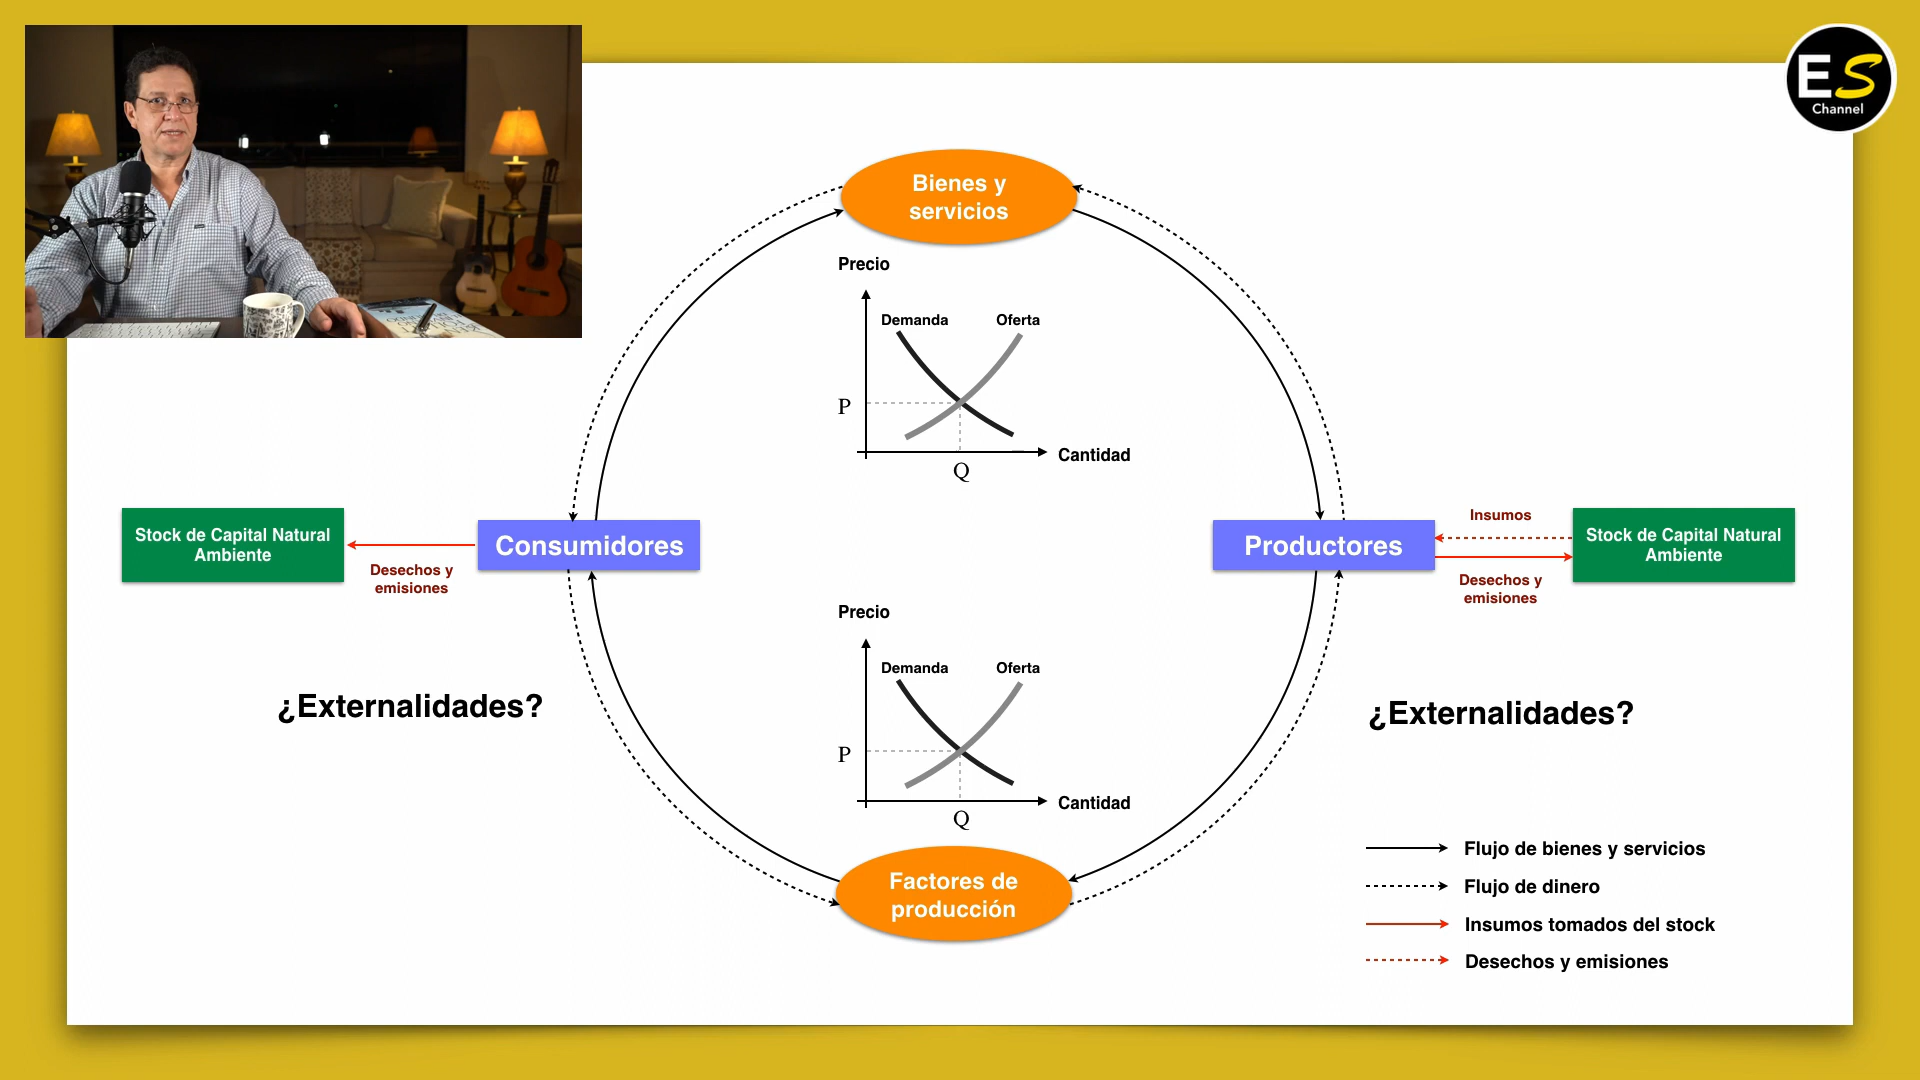 ES
Channel
Bienes y
servicios
Precio
Demanda
Oferta
P
Cantidad
Q
Stock de Capital Natural
Ambiente
Desechos y
emisiones
Consumidores
Productores
Insumos
Desechos y
emisiones
Stock de Capital Natural
Ambiente
Precio
Demanda
Oferta
P
Cantidad
Q
¿Externalidades?
¿Externalidades?
Factores de
producción
Flujo de bienes y servicios
Flujo de dinero
Insumos tomados del stock
Desechos y emisiones